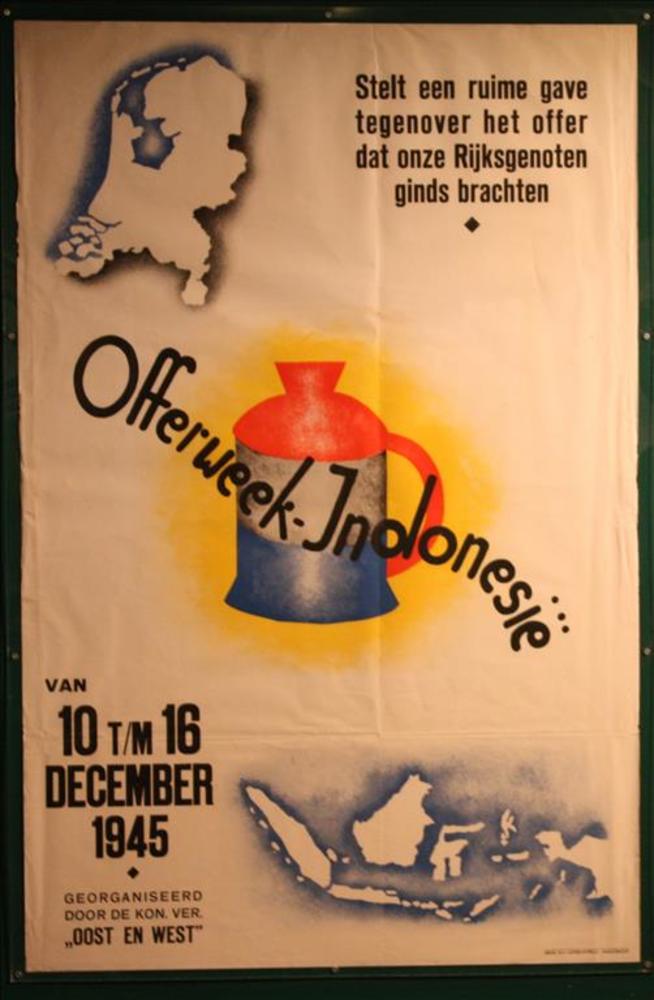 Stelt een ruime gave
tegenover het offer
dat onze Rijksgenoten
ginds brachten
Offerweek-Indonesië
VAN
10 T/M 16
DECEMBER
1945
GEORGANISEERD
DOOR DE KON. VER.
„OOST EN WEST”